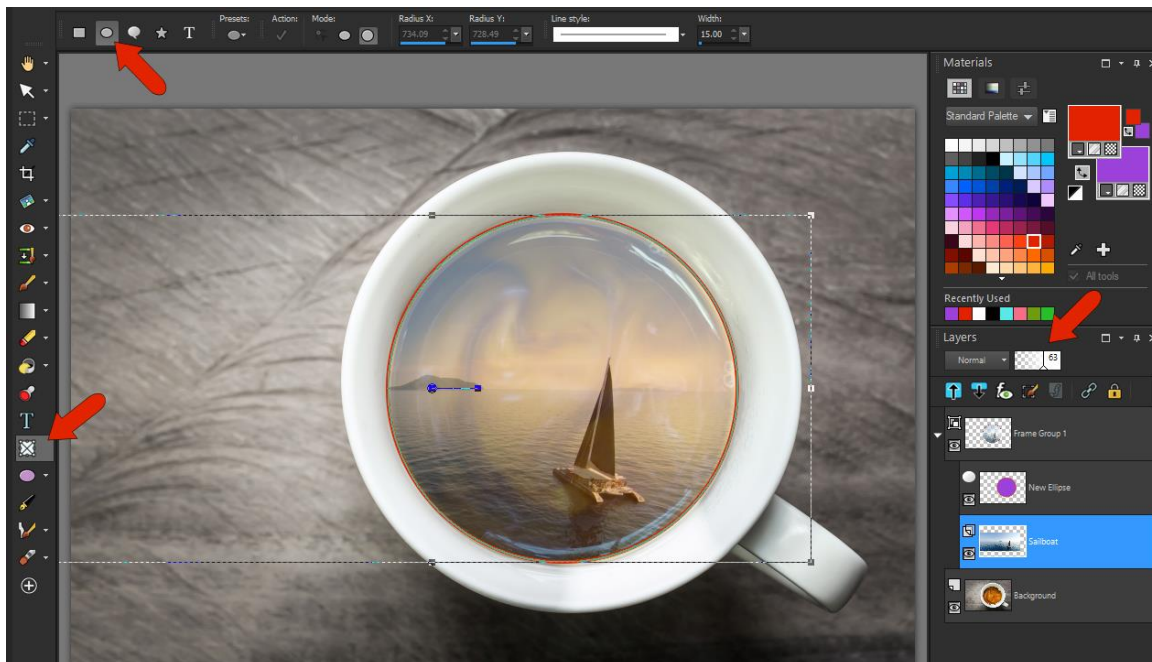 Presets:
Action:
Mode:
Radius X:
Radius Y:
Line style:
Width:
T
734.09
728.49
15.00
Materials
Standard Palette
All tools
Recently Used
Layers
Normal
63
Frame Group 1
New Ellipse
Sailboat
Background
T